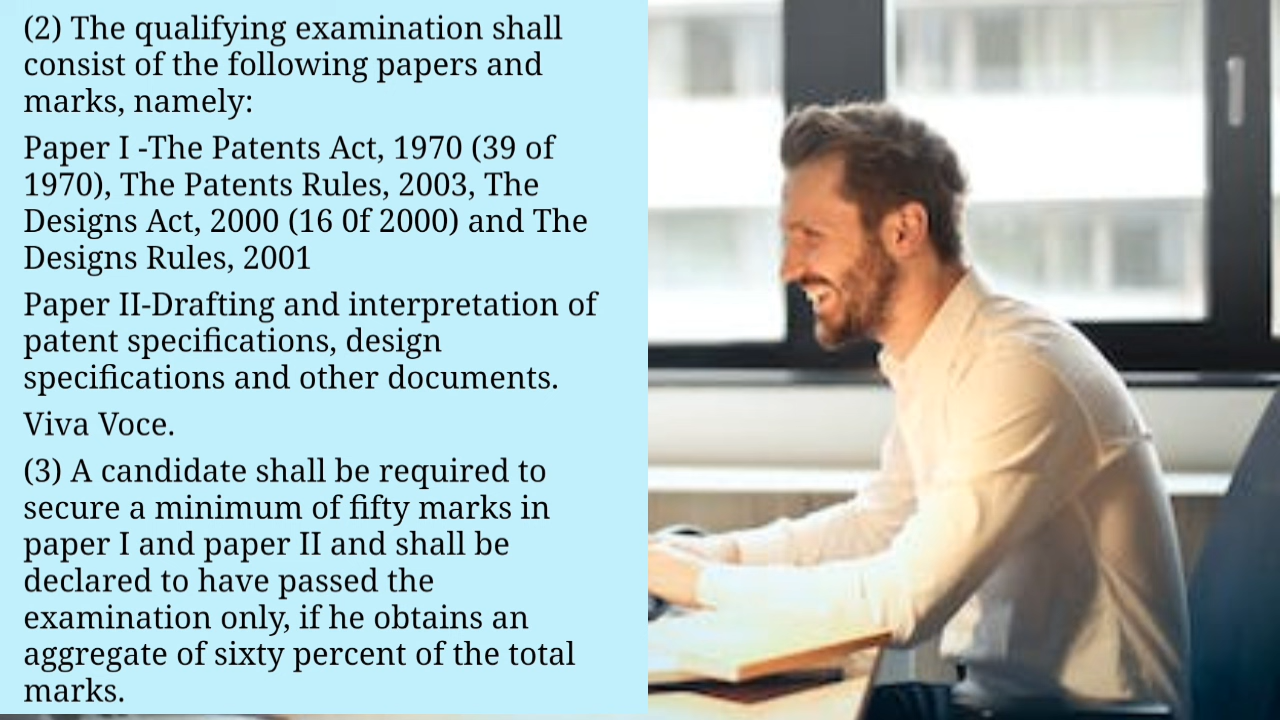 (2) The qualifying examination shall
consist of the following papers and
marks, namely:
Paper I -The Patents Act, 1970 (39 of
1970), The Patents Rules, 2003, The
Designs Act, 2000 (16 0f 2000) and The
Designs Rules, 2001
Paper II-Drafting and interpretation of
patent specifications, design
specifications and other documents.
Viva Voce.
(3) A candidate shall be required to
secure a minimum of fifty marks in
paper I and paper II and shall be
declared to have passed the
examination only, if he obtains an
aggregate of sixty percent of the total
marks.